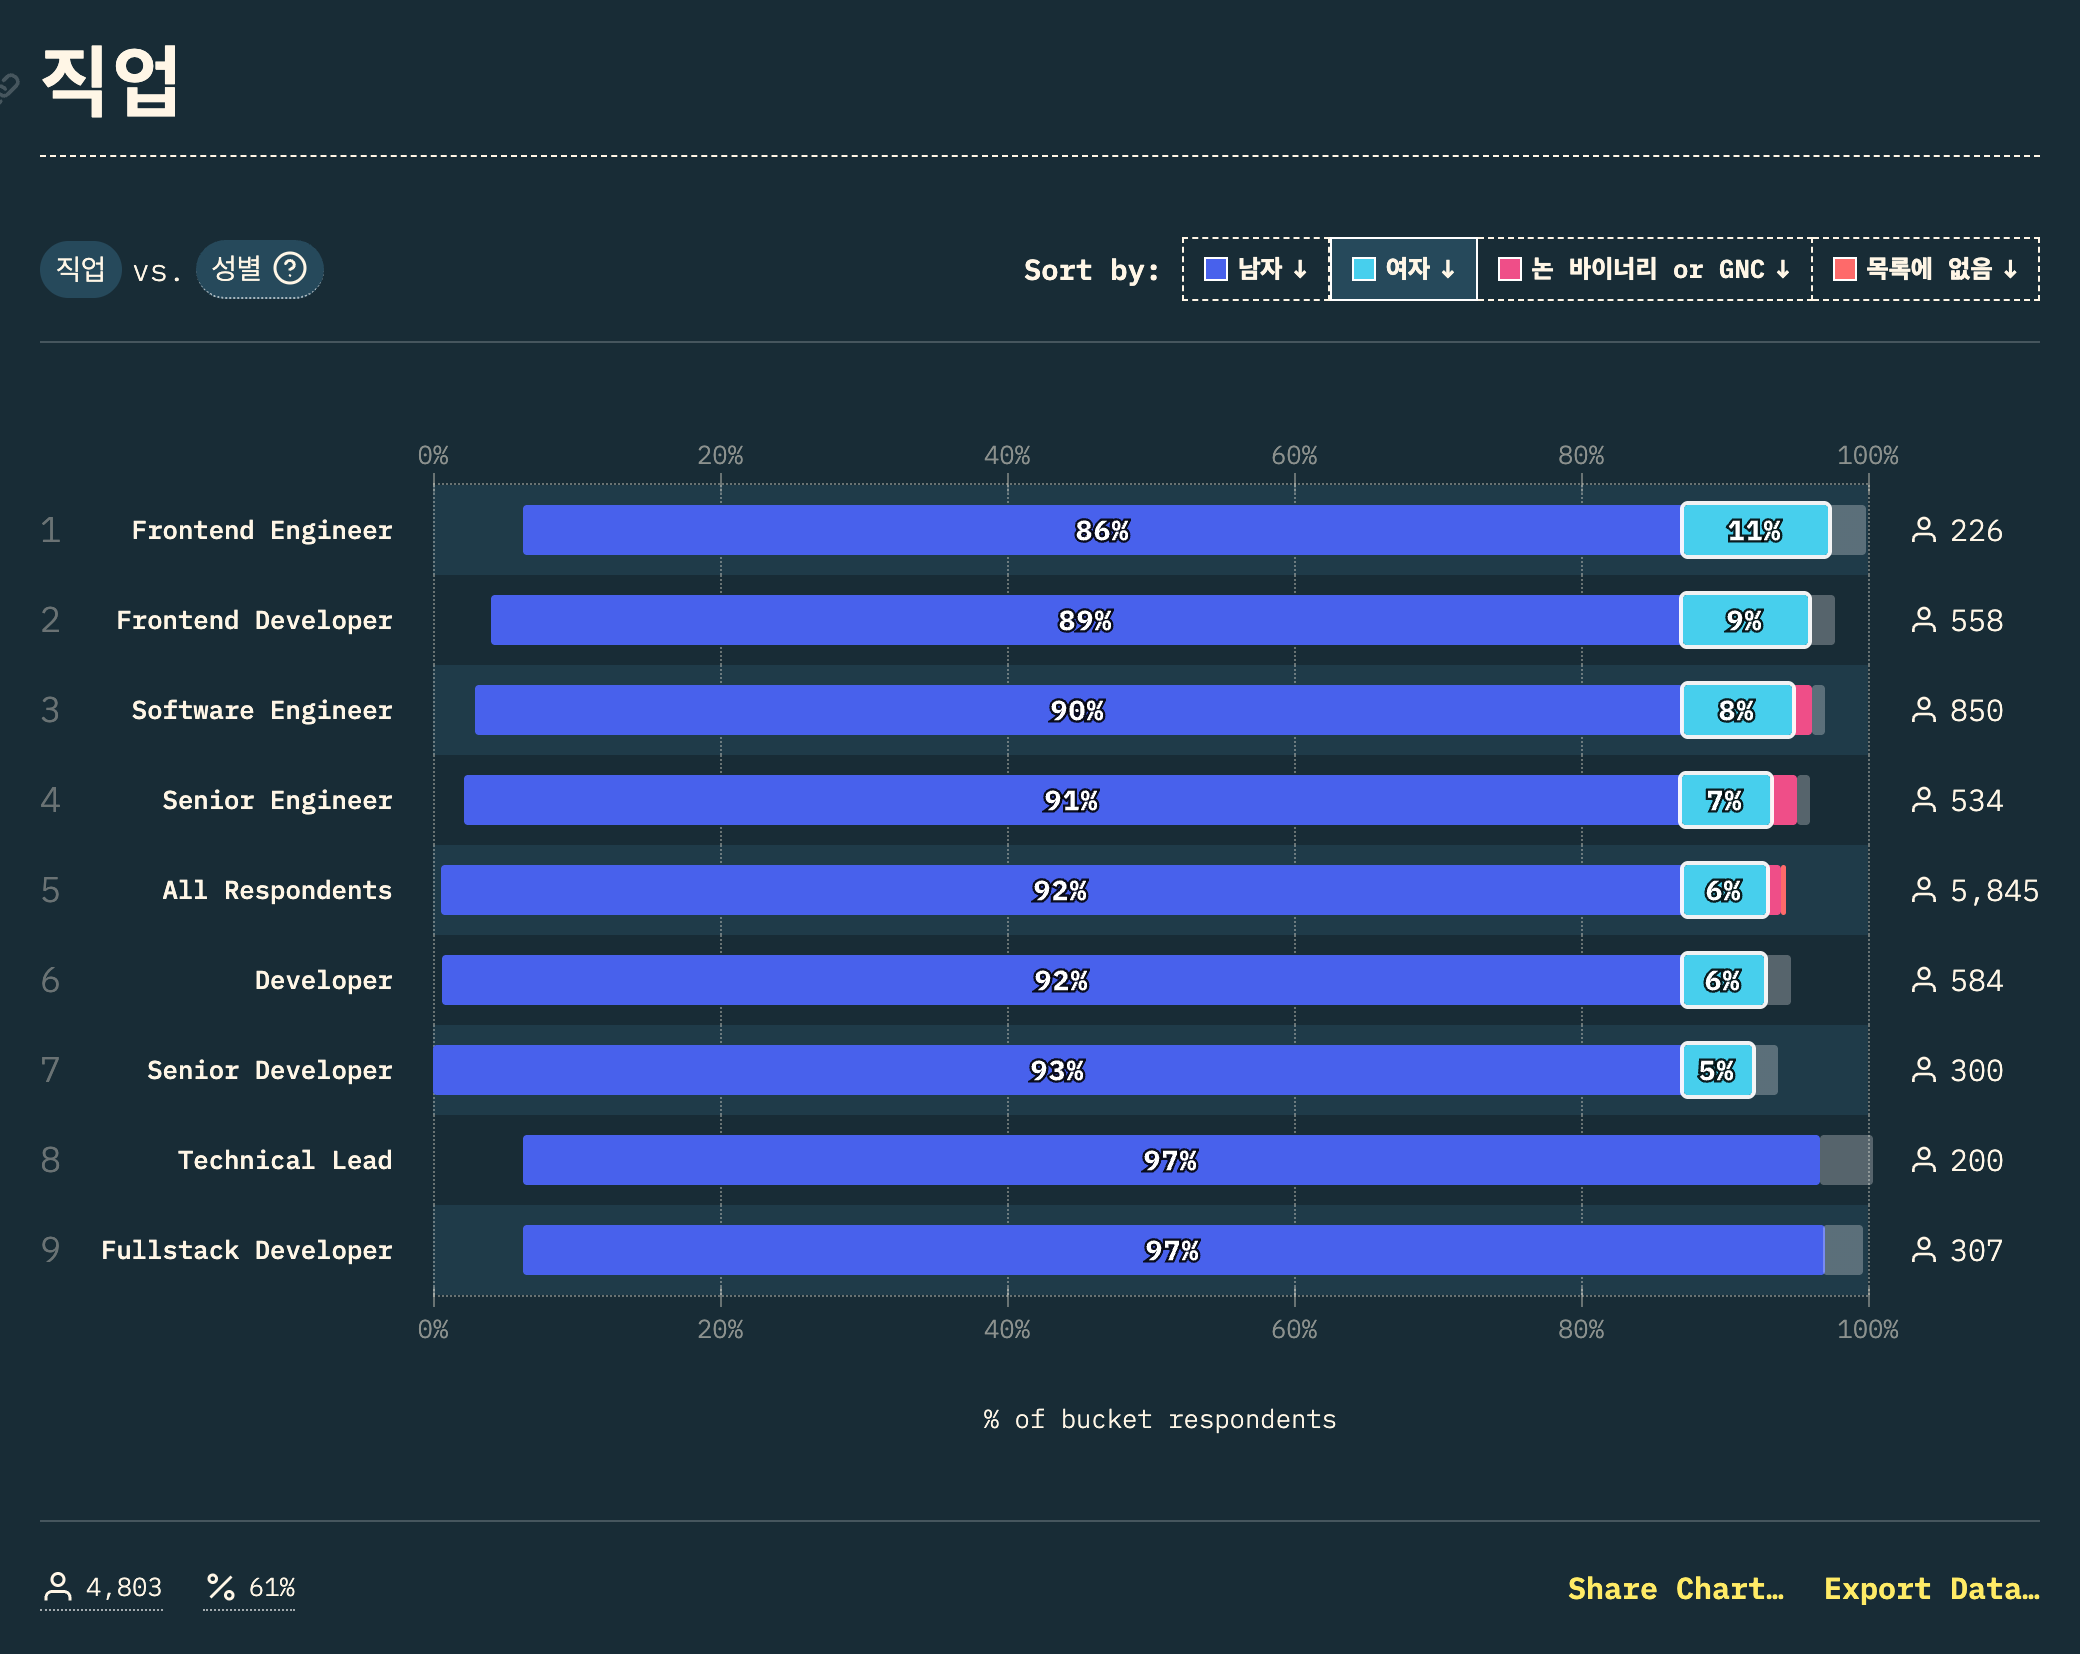 직업
직업 vs. 성별
Sort by: 남자 ↓ 여자 ↓ 논 바이너리 or GNC ↓ 목록에 없음 ↓
0% 20% 40% 60% 80% 100%
1 Frontend Engineer 86% 11% 226
2 Frontend Developer 89% 9% 558
3 Software Engineer 90% 8% 850
4 Senior Engineer 91% 7% 534
5 All Respondents 92% 6% 5,845
6 Developer 92% 6% 584
7 Senior Developer 93% 5% 300
8 Technical Lead 97% 200
9 Fullstack Developer 97% 307
0% 20% 40% 60% 80% 100%
% of bucket respondents
4,803 % 61% Share Chart… Export Data…